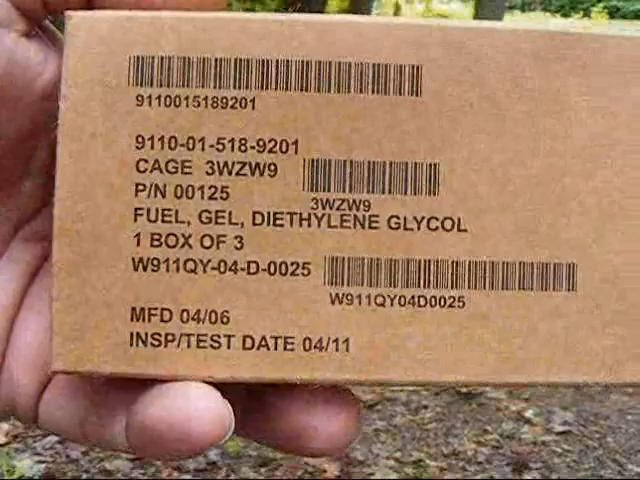 9110015189201
9110-01-518-9201
CAGE 3WZW9
3WZW9
P/N 00125
FUEL, GEL, DIETHYLENE GLYCOL
1 BOX OF 3
W911QY-04-D-0025
W911QY04D0025
MFD 04/06
INSP/TEST DATE 04/11